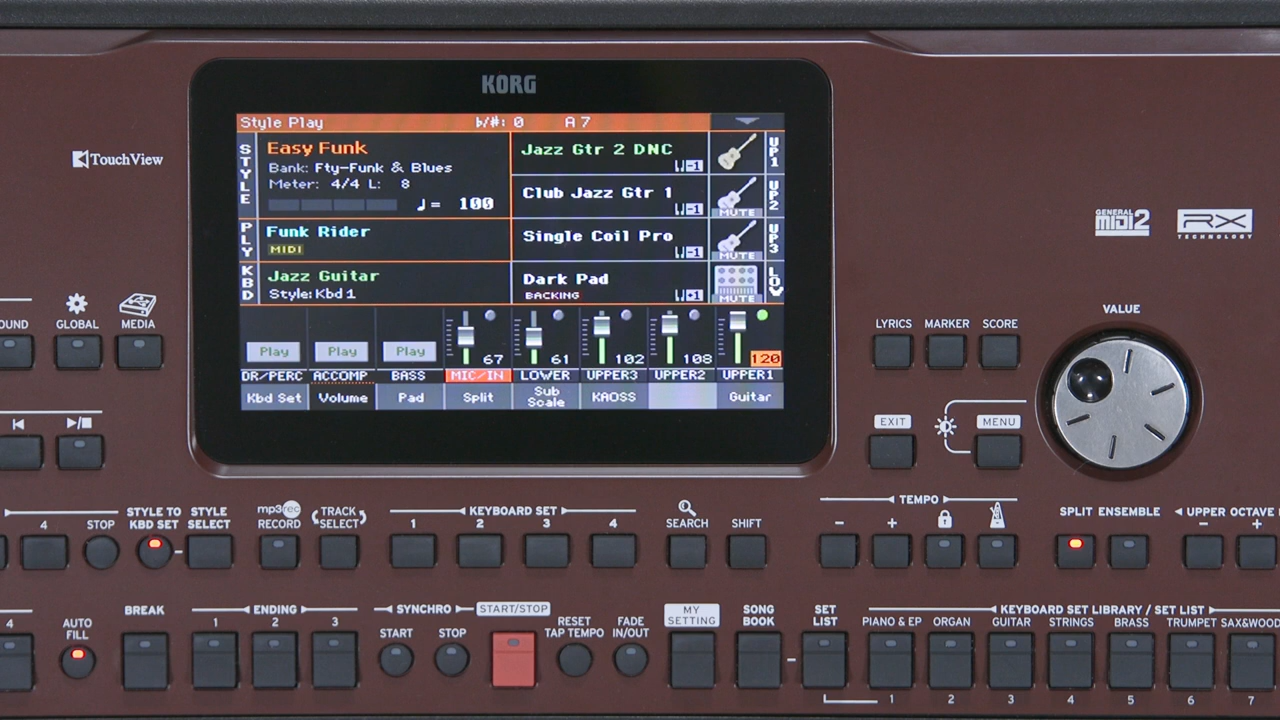 KORG
TouchView
Style Play ♭/#: 0 A 7
STYLE
Easy Funk
Bank: Fty-Funk & Blues
Meter: 4/4 L: 8
♩= 100
Jazz Gtr 2 DNC
-1
UP1
Club Jazz Gtr 1
-1
MUTE
UP2
PLY
Funk Rider
MIDI
Single Coil Pro
-1
MUTE
UP3
KBD
Jazz Guitar
Style: Kbd 1
Dark Pad
BACKING
+1
MUTE
LOW
Play Play Play 67 61 102 108 120
DR/PERC ACCOMP BASS MIC/IN LOWER UPPER3 UPPER2 UPPER1
Kbd Set Volume Pad Split Sub Scale KAOSS Guitar
GENERAL
MIDI2
RX
TECHNOLOGY
OUND GLOBAL MEDIA
LYRICS MARKER SCORE
VALUE
EXIT MENU
4 STOP
STYLE TO
KBD SET
STYLE
SELECT
mp3rec
RECORD
TRACK
SELECT
KEYBOARD SET
1 2 3 4
SEARCH SHIFT
TEMPO
- +
SPLIT ENSEMBLE
UPPER OCTAVE
- +
4
AUTO
FILL
BREAK
ENDING
1 2 3
SYNCHRO
START STOP
START/STOP
RESET
TAP TEMPO
FADE
IN/OUT
MY
SETTING
SONG
BOOK
SET
LIST
KEYBOARD SET LIBRARY / SET LIST
PIANO & EP ORGAN GUITAR STRINGS BRASS TRUMPET SAX&WOOD
1 2 3 4 5 6 7